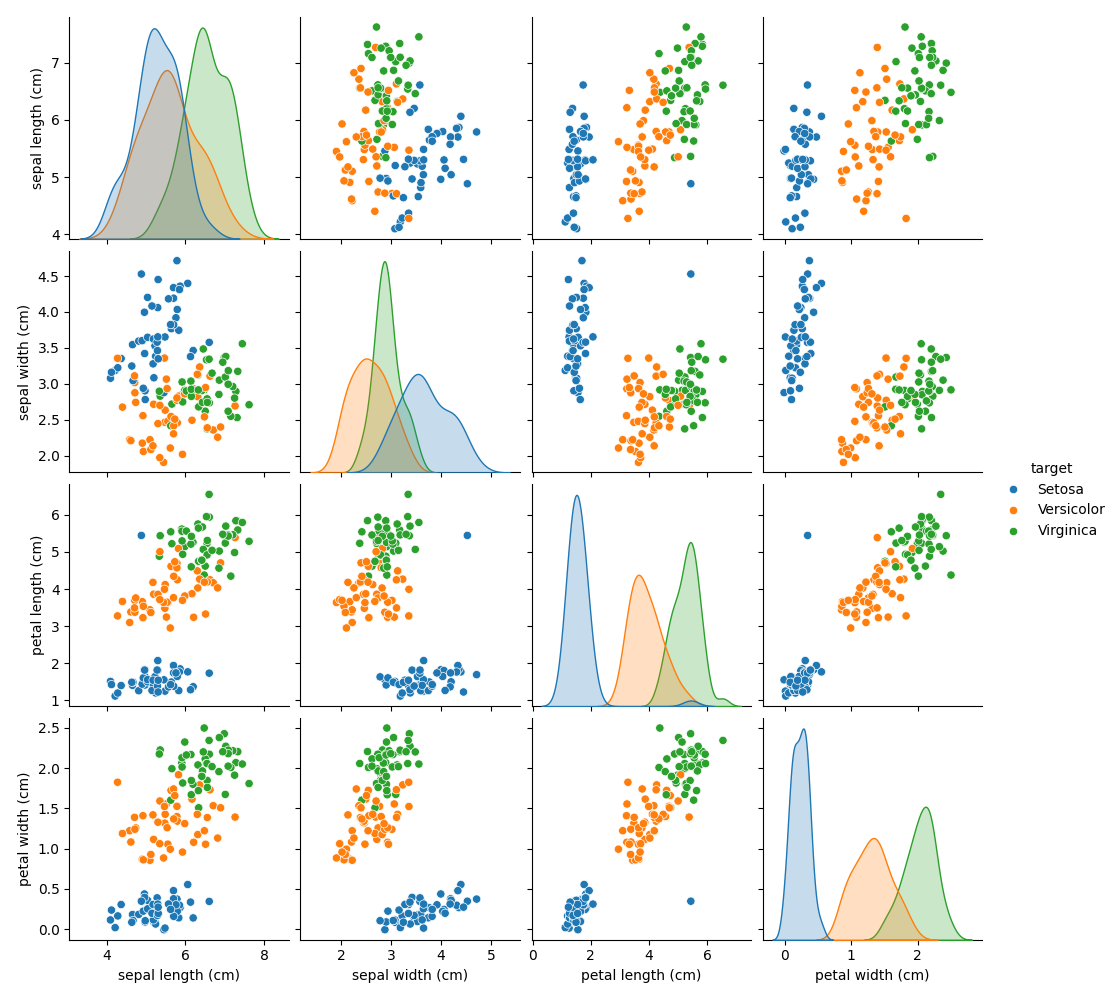 sepal length (cm)
7
6
5
4
sepal width (cm)
4.5
4.0
3.5
3.0
2.5
2.0
target
Setosa
Versicolor
Virginica
petal length (cm)
6
5
4
3
2
1
petal width (cm)
2.5
2.0
1.5
1.0
0.5
0.0
4 6 8 2 3 4 5 0 2 4 6 0 1 2
sepal length (cm) sepal width (cm) petal length (cm) petal width (cm)